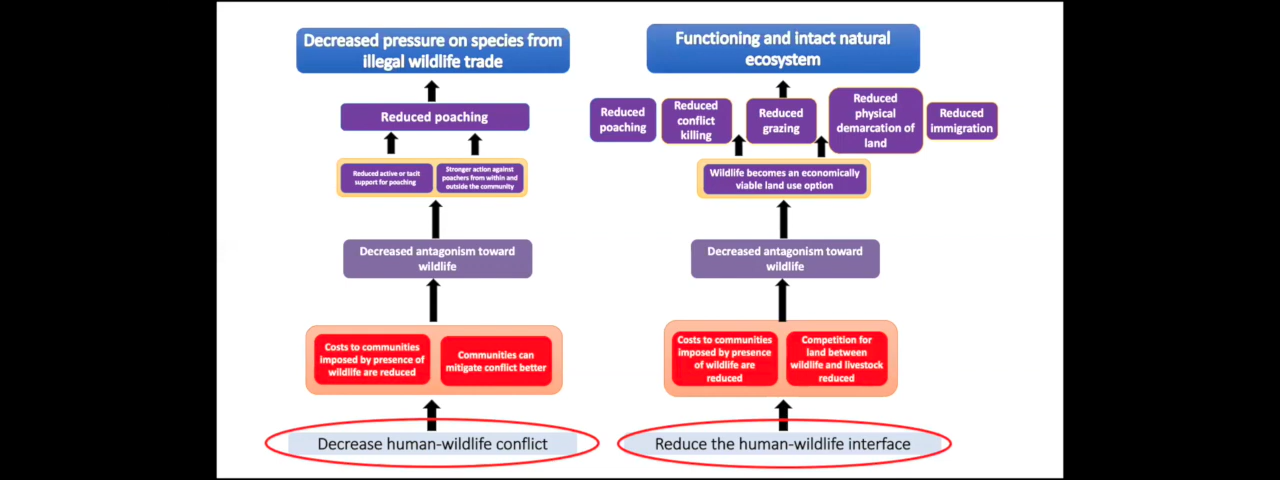 Decreased pressure on species from
illegal wildlife trade
Reduced poaching
Reduced active or tacit
support for poaching
Stronger action against
poachers from within and
outside the community
Decreased antagonism toward
wildlife
Costs to communities
imposed by presence of
wildlife are reduced
Communities can
mitigate conflict better
Decrease human-wildlife conflict
Functioning and intact natural
ecosystem
Reduced
poaching
Reduced
conflict
killing
Reduced
grazing
Reduced
physical
demarcation of
land
Reduced
immigration
Wildlife becomes an economically
viable land use option
Decreased antagonism toward
wildlife
Costs to communities
imposed by presence
of wildlife are
reduced
Competition for
land between
wildlife and livestock
reduced
Reduce the human-wildlife interface